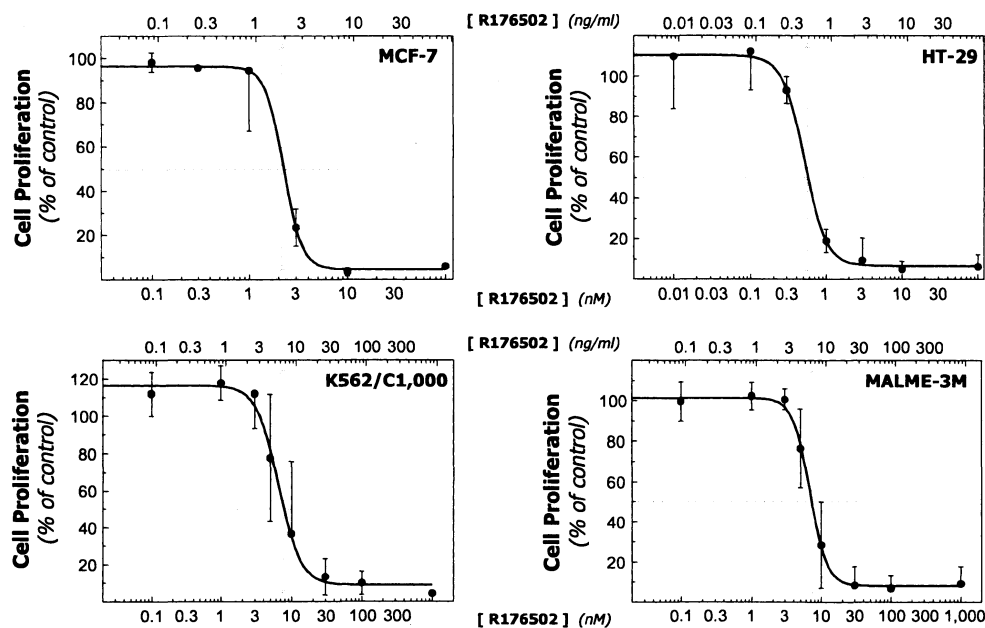 0.1 0.3 1 3 10 30 [ R176502 ] (ng/ml) 0.01 0.03 0.1 0.3 1 3 10 30
MCF-7 HT-29
100
80
60
40
20
Cell Proliferation
(% of control)
100
80
60
40
20
Cell Proliferation
(% of control)
0.1 0.3 1 3 10 30 [ R176502 ] (nM) 0.01 0.03 0.1 0.3 1 3 10 30
0.1 0.3 1 3 10 30 100 300 [ R176502 ] (ng/ml) 0.1 0.3 1 3 10 30 100 300
K562/C1,000 MALME-3M
120
100
80
60
40
20
Cell Proliferation
(% of control)
100
80
60
40
20
Cell Proliferation
(% of control)
0.1 0.3 1 3 10 30 100 300 [ R176502 ] (nM) 0.1 0.3 1 3 10 30 100 300 1,000